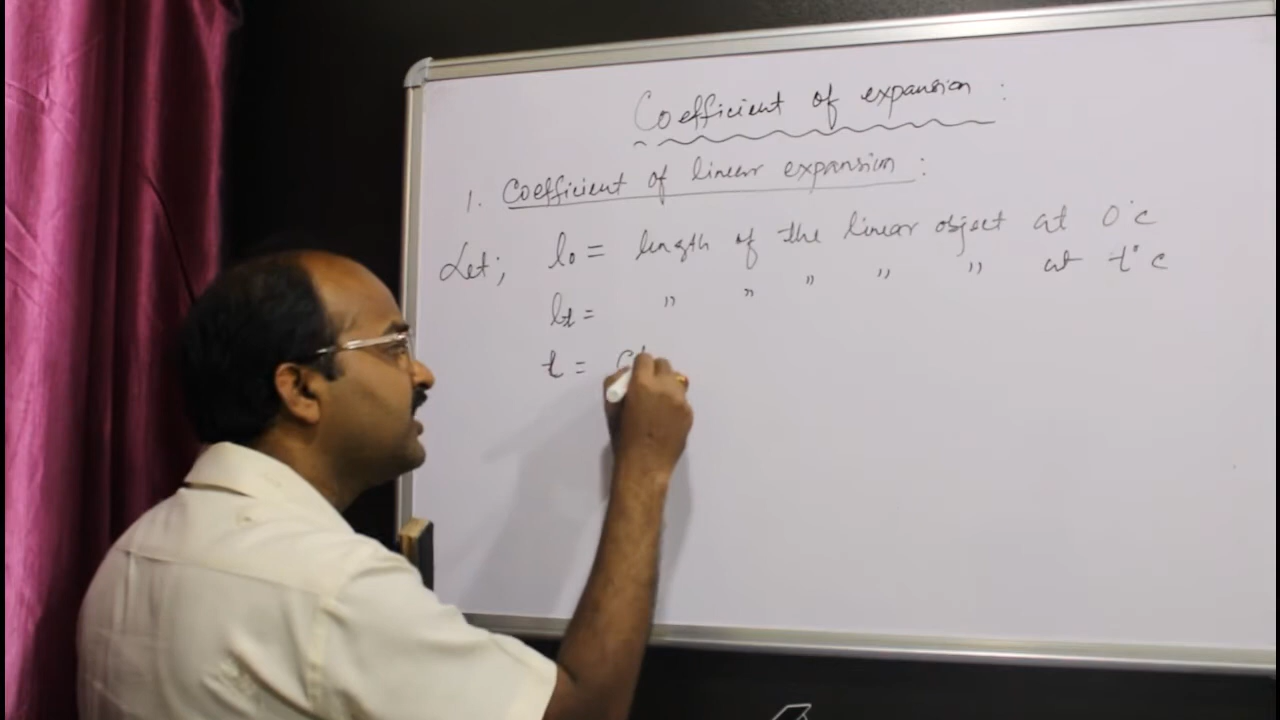 Coefficient of expansion :
1. Coefficient of linear expansion :
Let; l₀ = length of the linear object at 0°c
lt = " " " " " at t°c
t = c